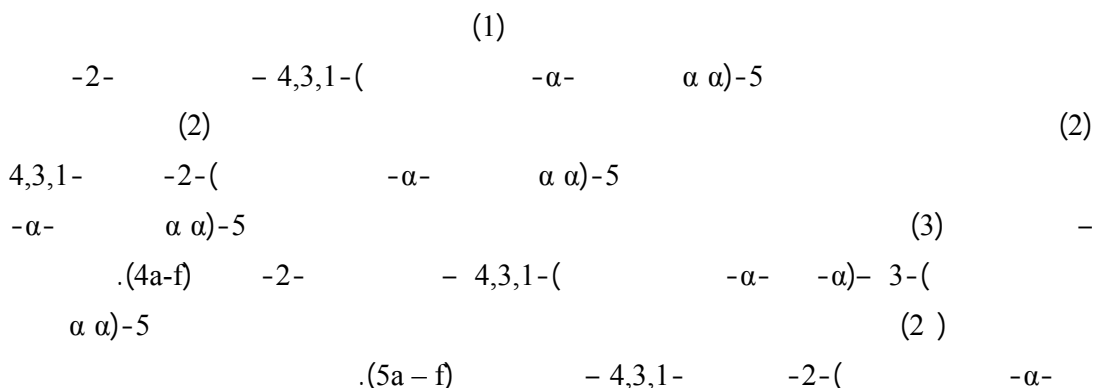 (1)
-2- – 4,3,1-( -α- α α)-5
(2) (2)
4,3,1- -2-( -α- α α)-5
-α- α α)-5 (3) –
.(4a-f) -2- – 4,3,1-( -α- -α)– 3-(
α α)-5 (2 )
.(5a – f) – 4,3,1- -2-( -α-